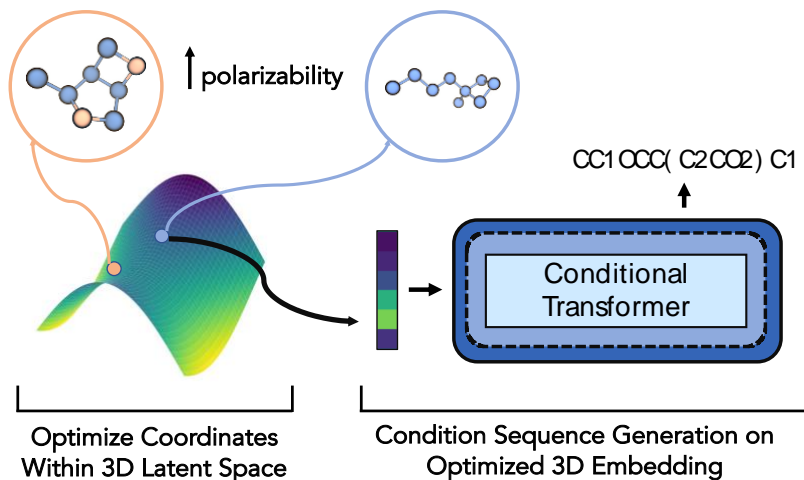 polarizability
CC1OCC(C2CO2)C1
Conditional
Transformer
Optimize Coordinates
Within 3D Latent Space
Condition Sequence Generation on
Optimized 3D Embedding